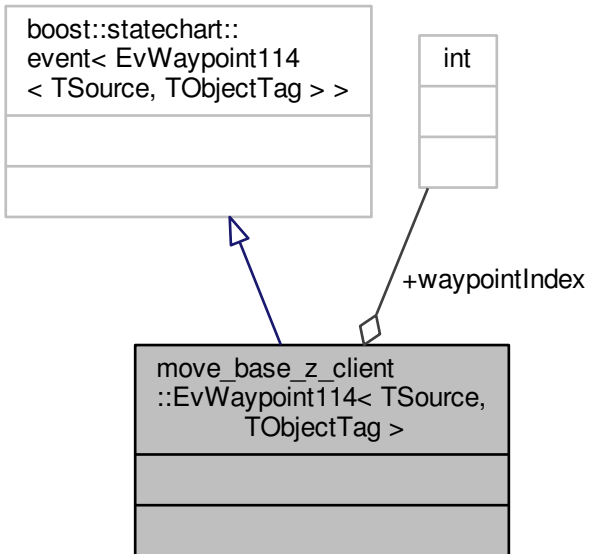 boost::statechart::
event< EvWaypoint114
< TSource, TObjectTag > >
int
+waypointIndex
move_base_z_client
::EvWaypoint114< TSource,
TObjectTag >